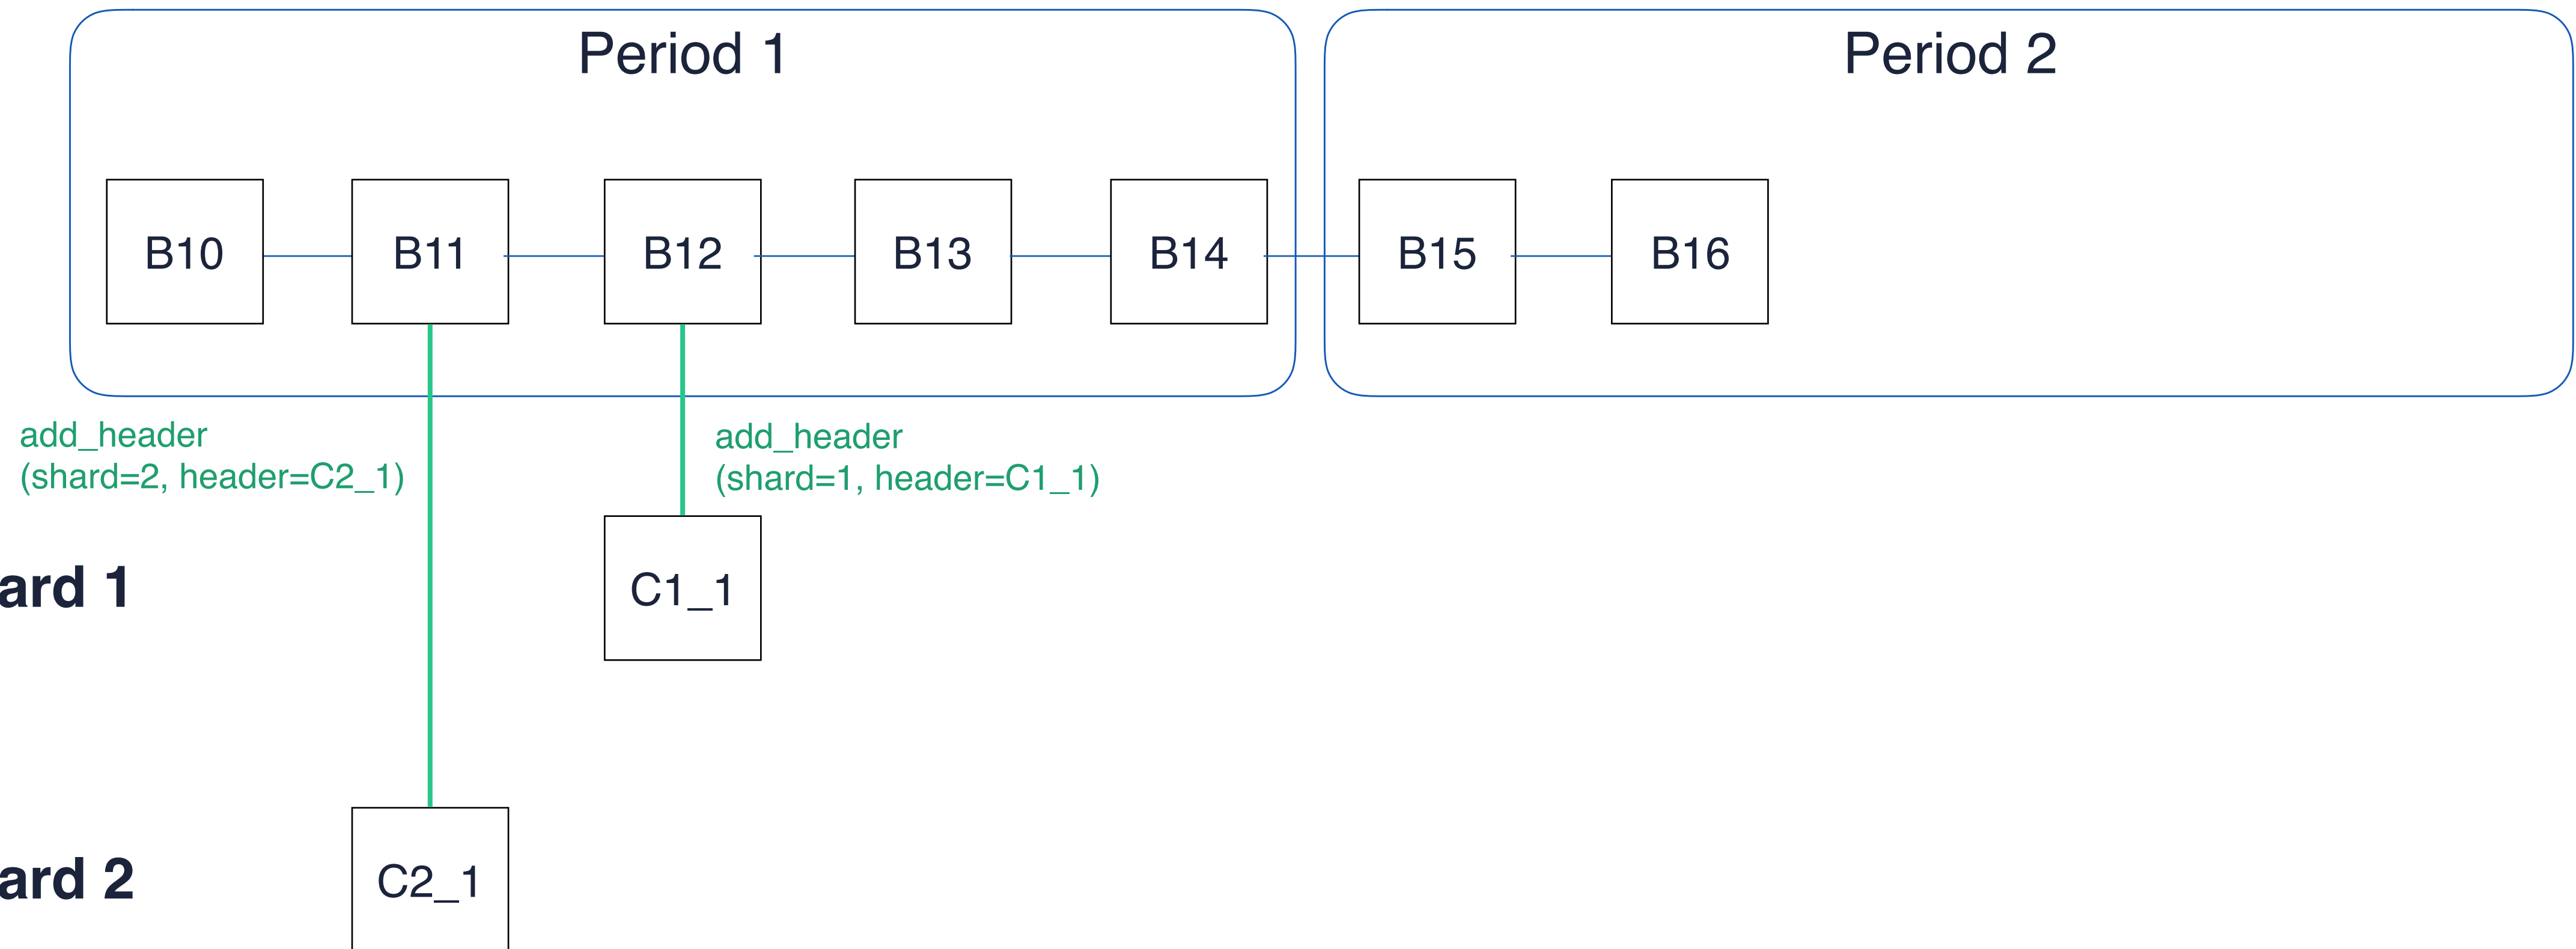 Period 1
Period 2
B10
B11
B12
B13
B14
B15
B16
add_header
(shard=2, header=C2_1)
add_header
(shard=1, header=C1_1)
ard 1
C1_1
ard 2
C2_1